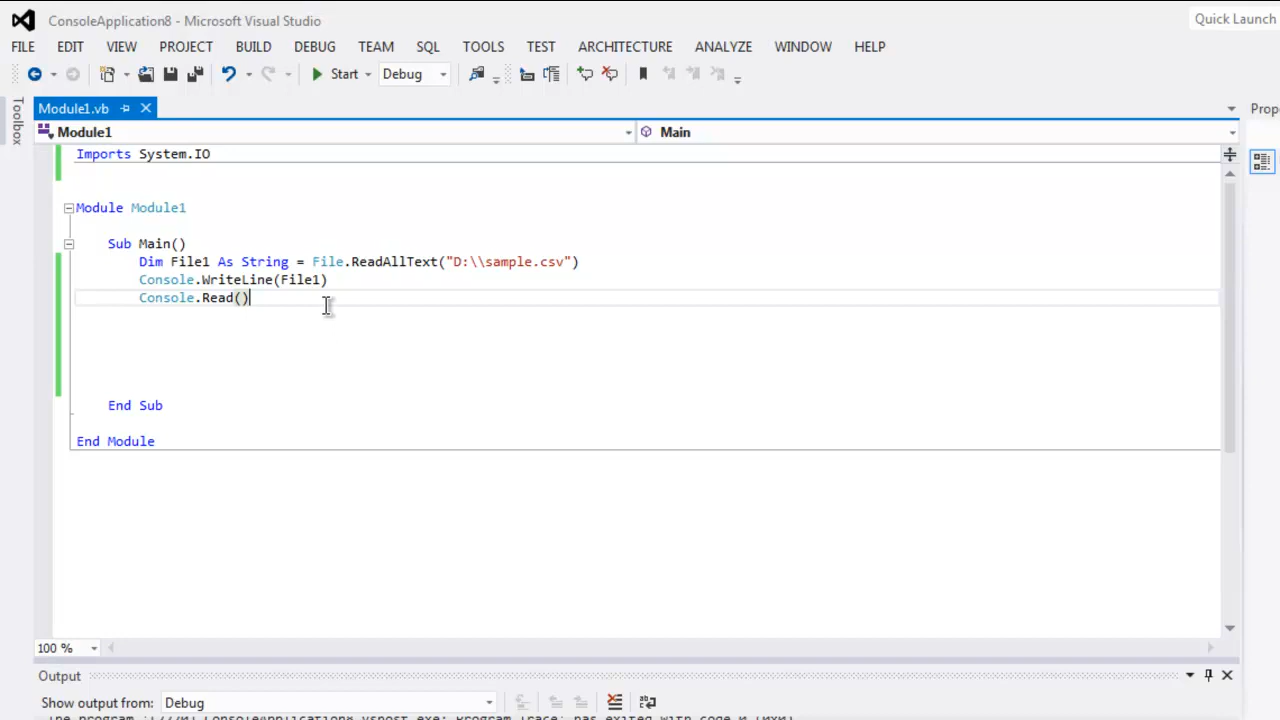 ConsoleApplication8 - Microsoft Visual Studio
Quick Launch
FILE EDIT VIEW PROJECT BUILD DEBUG TEAM SQL TOOLS TEST ARCHITECTURE ANALYZE WINDOW HELP
Start Debug
Toolbox
Module1.vb
Prop
Module1 Main
Imports System.IO
Module Module1
Sub Main()
Dim File1 As String = File.ReadAllText("D:\\sample.csv")
Console.WriteLine(File1)
Console.Read()
End Sub
End Module
100 %
Output
Show output from: Debug